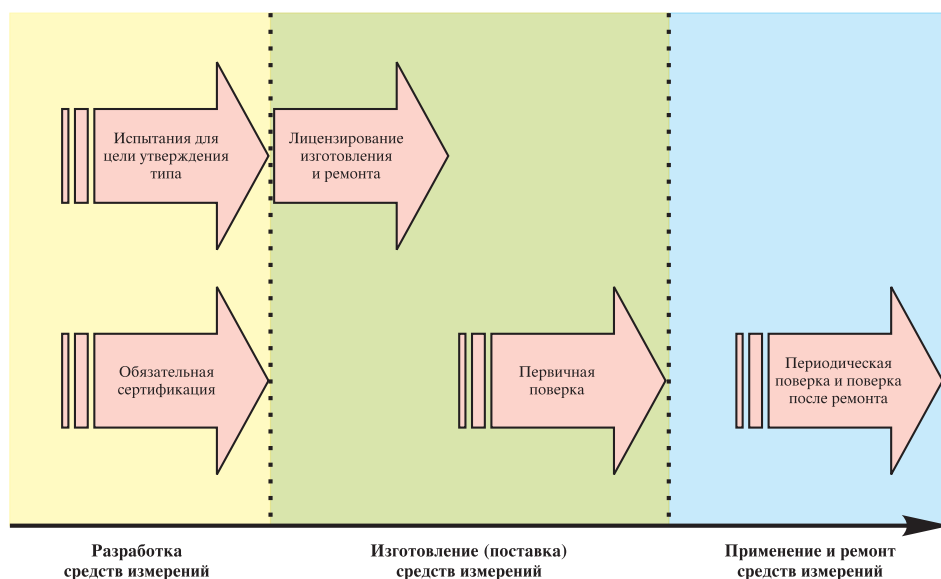 Испытания для
цели утверждения
типа
Лицензирование
изготовления
и ремонта
Обязательная
сертификация
Первичная
поверка
Периодическая
поверка и поверка
после ремонта
Разработка
средств измерений
Изготовление (поставка)
средств измерений
Применение и ремонт
средств измерений